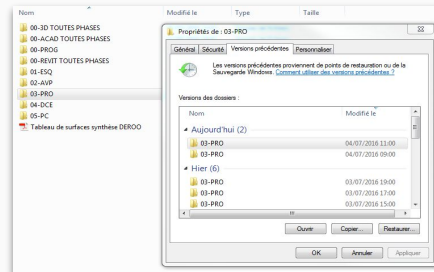 Nom Modifié le Type Taille
00-3D TOUTES PHASES
00-ACAD TOUTES PHASES
00-PROG
00-REVIT TOUTES PHASES
01-ESQ
02-AVP
03-PRO
04-DCE
05-PC
Tableau de surfaces synthèse DEROO
Propriétés de : 03-PRO
Général Sécurité Versions précédentes Personnaliser
Les versions précédentes proviennent de points de restauration ou de la
Sauvegarde Windows. Comment utiliser des versions précédentes ?
Versions des dossiers :
Nom Modifié le
Aujourd'hui (2)
03-PRO 04/07/2016 11:00
03-PRO 04/07/2016 09:00
Hier (6)
03-PRO 03/07/2016 19:00
03-PRO 03/07/2016 17:00
03-PRO 03/07/2016 15:00
Ouvrir Copier... Restaurer...
OK Annuler Appliquer